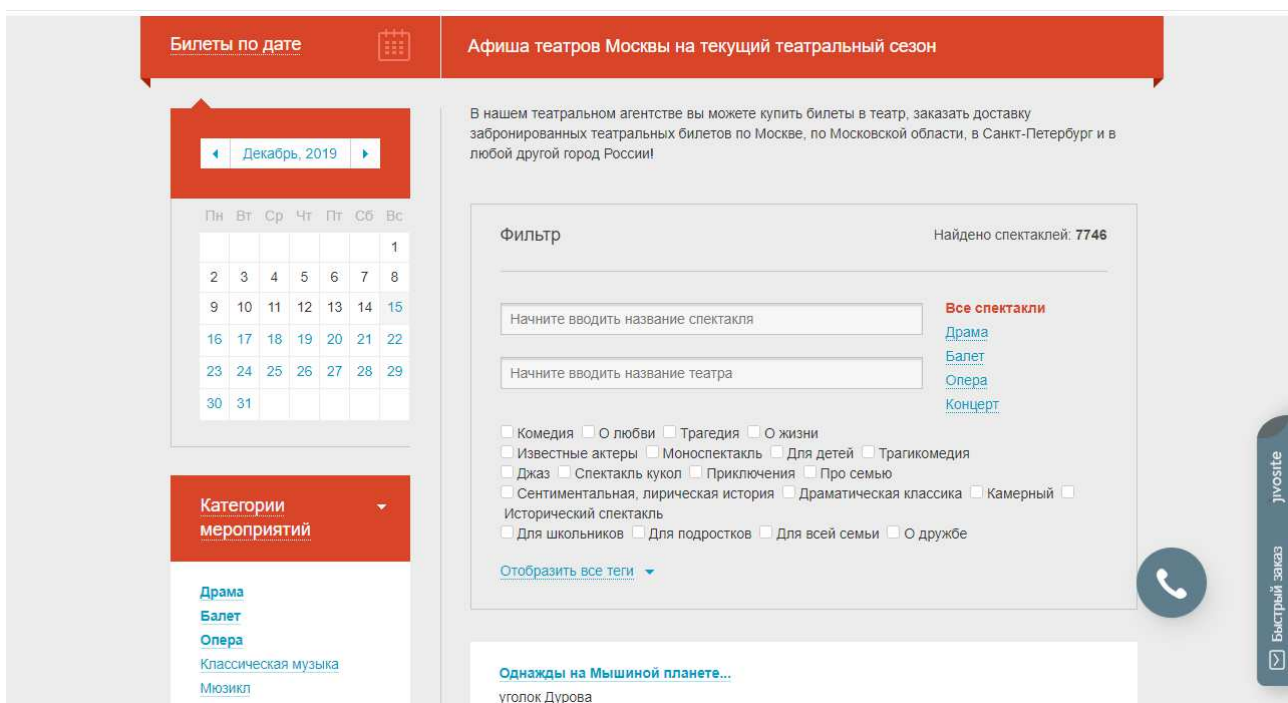 Билеты по дате
Афиша театров Москвы на текущий театральный сезон
Декабрь, 2019
Пн Вт Ср Чт Пт Сб Вс
1
2 3 4 5 6 7 8
9 10 11 12 13 14 15
16 17 18 19 20 21 22
23 24 25 26 27 28 29
30 31
Категории
мероприятий
Драма
Балет
Опера
Классическая музыка
Мюзикл
В нашем театральном агентстве вы можете купить билеты в театр, заказать доставку
забронированных театральных билетов по Москве, по Московской области, в Санкт-Петербург и в
любой другой город России!
Фильтр
Найдено спектаклей: 7746
Начните вводить название спектакля
Начните вводить название театра
Все спектакли
Драма
Балет
Опера
Концерт
Комедия О любви Трагедия О жизни
Известные актеры Моноспектакль Для детей Трагикомедия
Джаз Спектакль кукол Приключения Про семью
Сентиментальная, лирическая история Драматическая классика Камерный
Исторический спектакль
Для школьников Для подростков Для всей семьи О дружбе
Отобразить все теги
Однажды на Мышиной планете...
уголок Дурова
Быстрый заказ jivosite